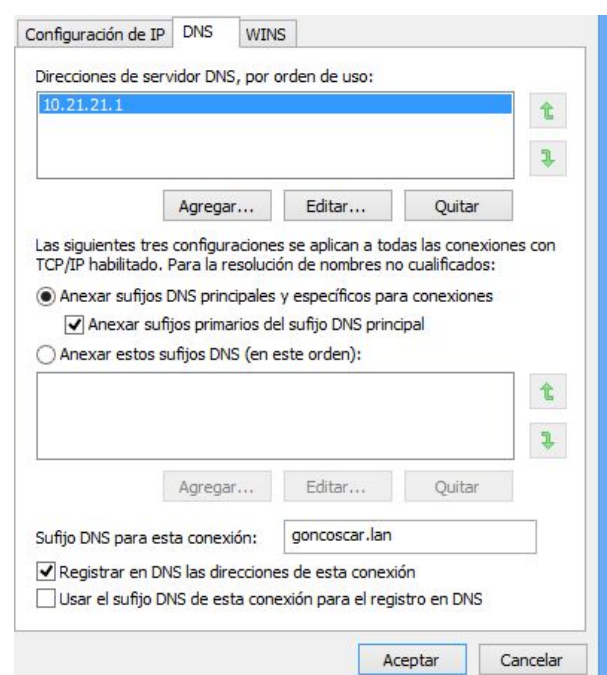 Configuración de IP DNS WINS
Direcciones de servidor DNS, por orden de uso:
10.21.21.1
Agregar... Editar... Quitar
Las siguientes tres configuraciones se aplican a todas las conexiones con
TCP/IP habilitado. Para la resolución de nombres no cualificados:
Anexar sufijos DNS principales y específicos para conexiones
Anexar sufijos primarios del sufijo DNS principal
Anexar estos sufijos DNS (en este orden):
Agregar... Editar... Quitar
Sufijo DNS para esta conexión: goncoscar.lan
Registrar en DNS las direcciones de esta conexión
Usar el sufijo DNS de esta conexión para el registro en DNS
Aceptar Cancelar